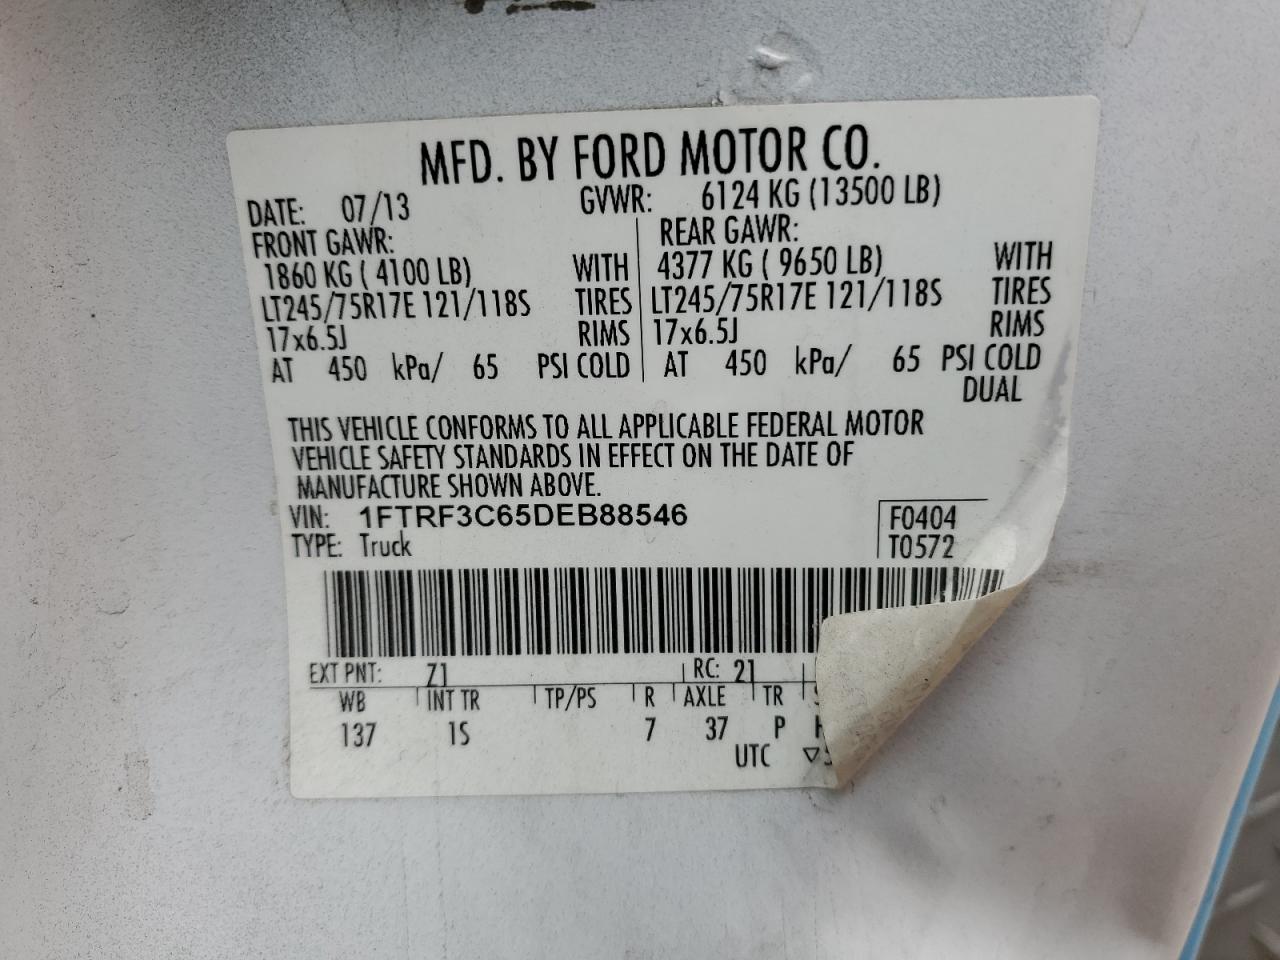 MFD. BY FORD MOTOR CO.
DATE: 07/13 GVWR: 6124 KG (13500 LB)
FRONT GAWR: REAR GAWR:
1860 KG ( 4100 LB) WITH 4377 KG ( 9650 LB) WITH
LT245/75R17E 121/118S TIRES LT245/75R17E 121/118S TIRES
17x6.5J RIMS 17x6.5J RIMS
AT 450 kPa/ 65 PSI COLD AT 450 kPa/ 65 PSI COLD
DUAL
THIS VEHICLE CONFORMS TO ALL APPLICABLE FEDERAL MOTOR
VEHICLE SAFETY STANDARDS IN EFFECT ON THE DATE OF
MANUFACTURE SHOWN ABOVE.
VIN: 1FTRF3C65DEB88546 F0404
TYPE: Truck T0572
EXT PNT: Z1 RC: 21
WB INT TR TP/PS R AXLE TR
137 1S 7 37 P
UTC